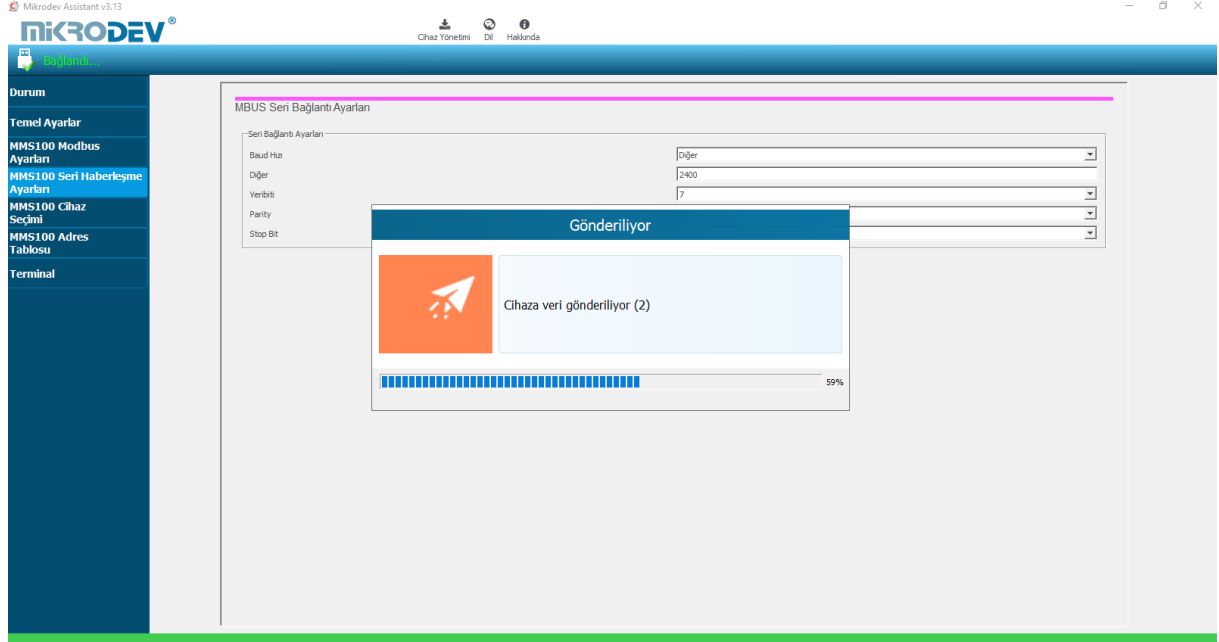 Mikrodev Assistant v3.13
MiKRODEV®
Cihaz Yönetimi Dil Hakkında
Bağlandı...
Durum
Temel Ayarlar
MMS100 Modbus
Ayarları
MMS100 Seri Haberleşme
Ayarları
MMS100 Cihaz
Seçimi
MMS100 Adres
Tablosu
Terminal
MBUS Seri Bağlantı Ayarları
Seri Bağlantı Ayarları
Baud Hızı Diğer
Diğer 2400
Veribiti 7
Parity
Stop Bit
Gönderiliyor
Cihaza veri gönderiliyor (2)
59%